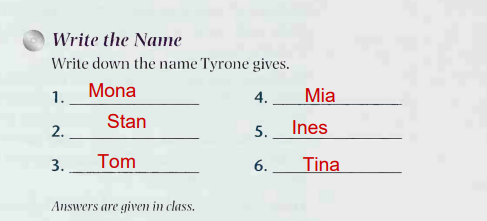 Write the Name
Write down the name Tyrone gives.
1. Mona
4. Mia
2. Stan
5. Ines
3. Tom
6. Tina
Answers are given in class.